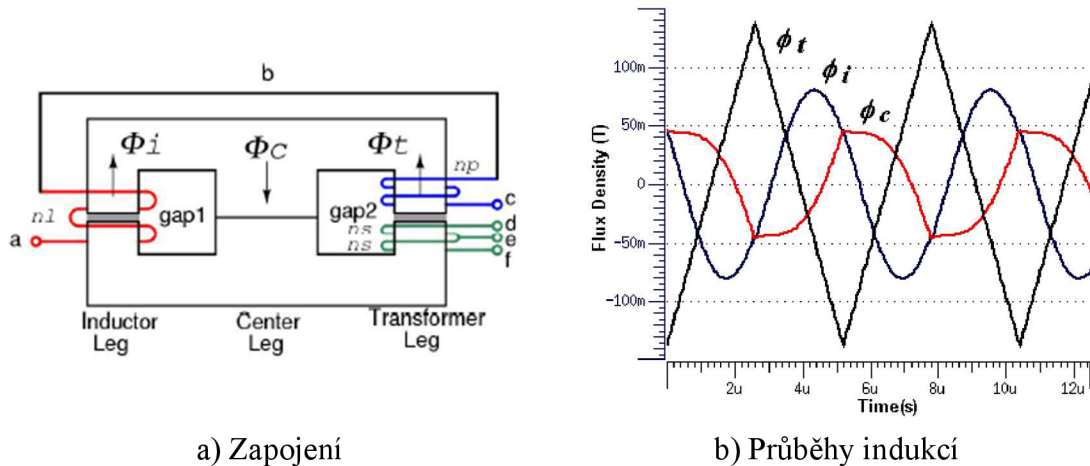 b
Φi
ΦC
Φt
np
nl
gap1
gap2
c
ns
d
a
ns
e
f
Inductor Leg
Center Leg
Transformer Leg
a) Zapojení
Flux Density (T)
100m
50m
0
-50m
-100m
ϕt
ϕi
ϕc
2u 4u 6u 8u 10u 12u
Time(s)
b) Průběhy indukcí